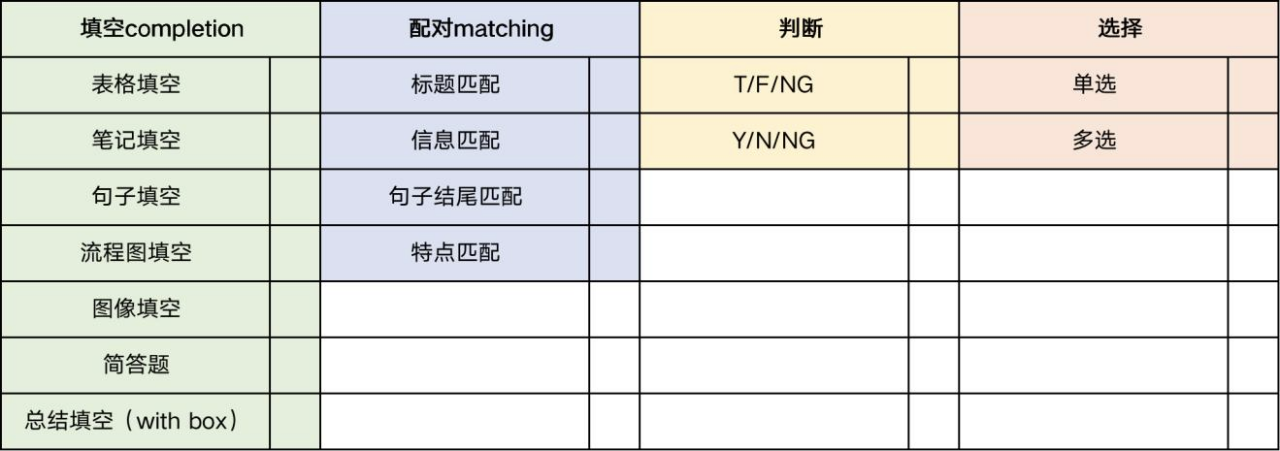 填空completion 配对matching 判断 选择
表格填空 标题匹配 T/F/NG 单选
笔记填空 信息匹配 Y/N/NG 多选
句子填空 句子结尾匹配
流程图填空 特点匹配
图像填空
简答题
总结填空（with box）